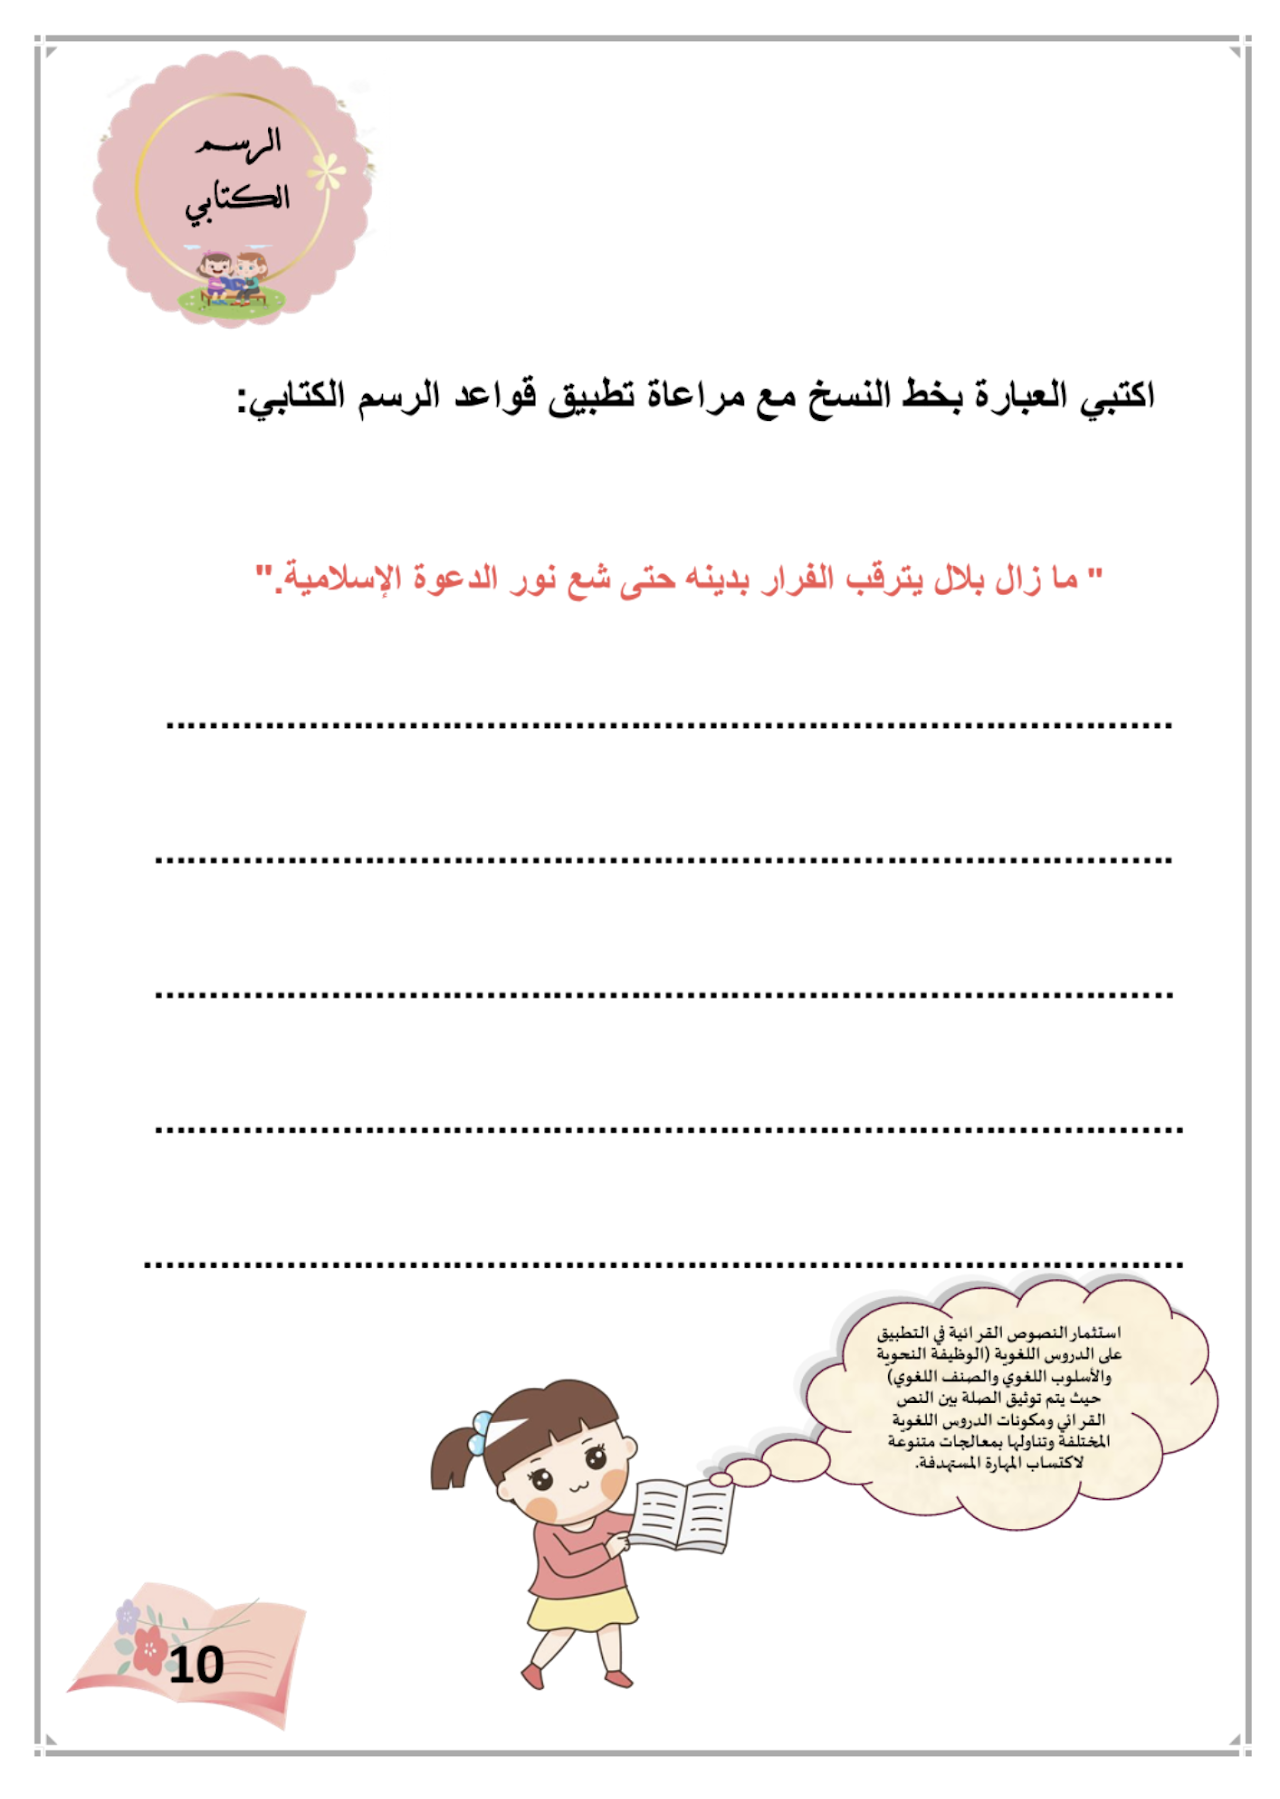 الرسم
الكتابي
اكتبي العبارة بخط النسخ مع مراعاة تطبيق قواعد الرسم الكتابي:
" ما زال بلال يترقب الفرار بدينه حتى شع نور الدعوة الإسلامية."
استثمار النصوص القرائية في التطبيق
على الدروس اللغوية (الوظيفة النحوية
والأسلوب اللغوي والصنف اللغوي)
حيث يتم توثيق الصلة بين النص
القرائي ومكونات الدروس اللغوية
المختلفة وتناولها بمعالجات متنوعة
لاكتساب المهارة المستهدفة.
10